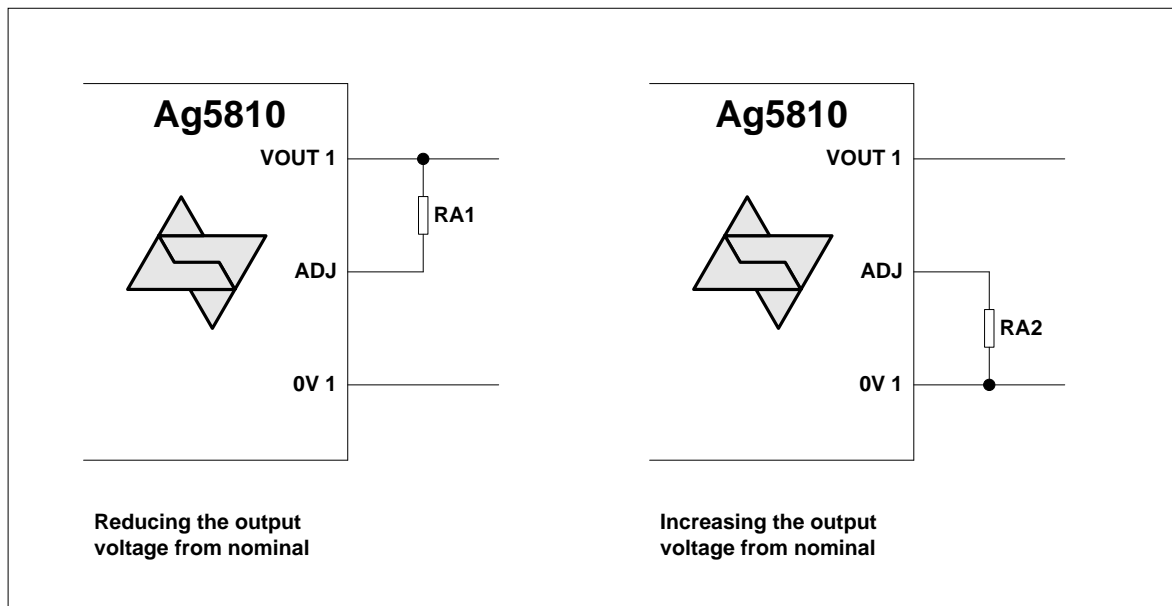 Ag5810
VOUT 1
RA1
ADJ
0V 1
Reducing the output
voltage from nominal
Ag5810
VOUT 1
ADJ
RA2
0V 1
Increasing the output
voltage from nominal